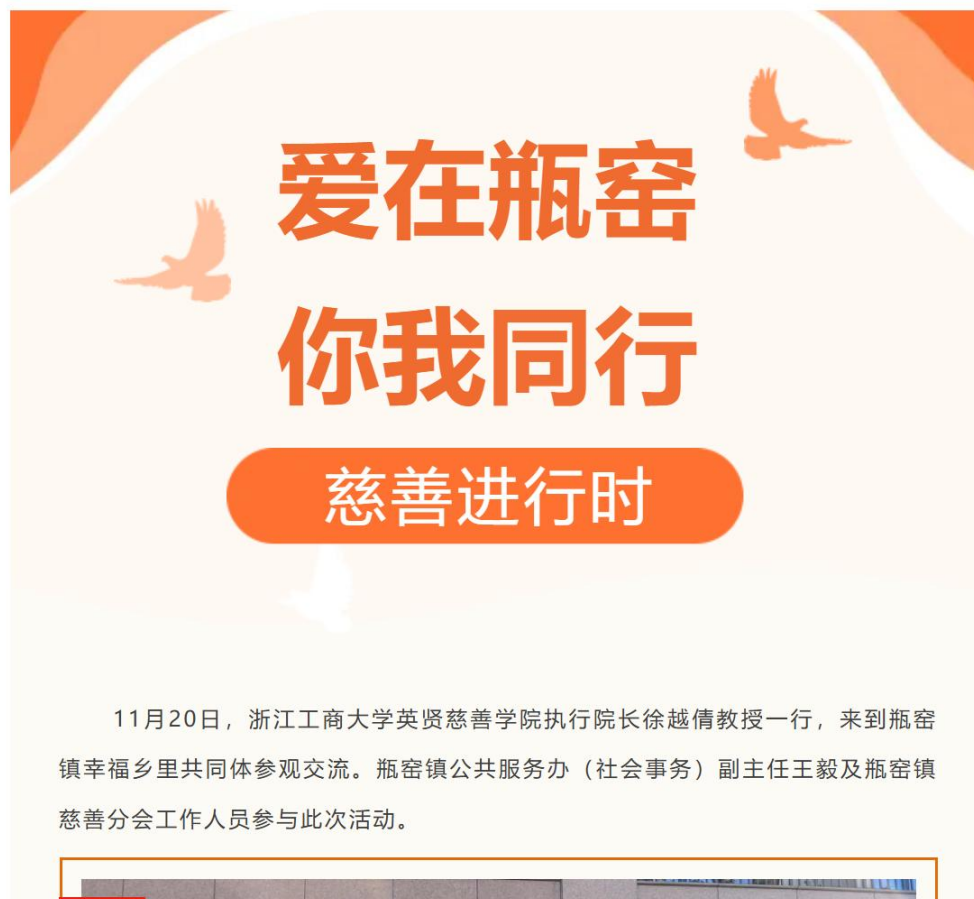 爱在瓶窑
你我同行
慈善进行时
11月20日，浙江工商大学英贤慈善学院执行院长徐越倩教授一行，来到瓶窑
镇幸福乡里共同体参观交流。瓶窑镇公共服务办（社会事务）副主任王毅及瓶窑镇
慈善分会工作人员参与此次活动。